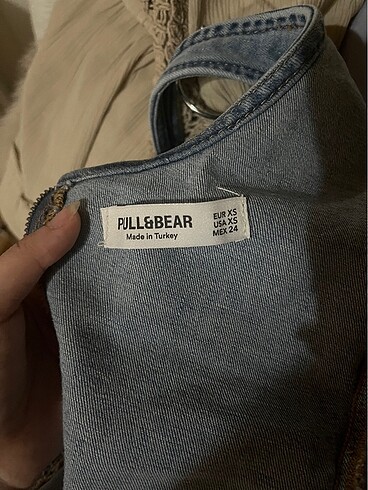 PULL&BEAR
Made in Turkey
EUR XS
USA XS
MEX 24